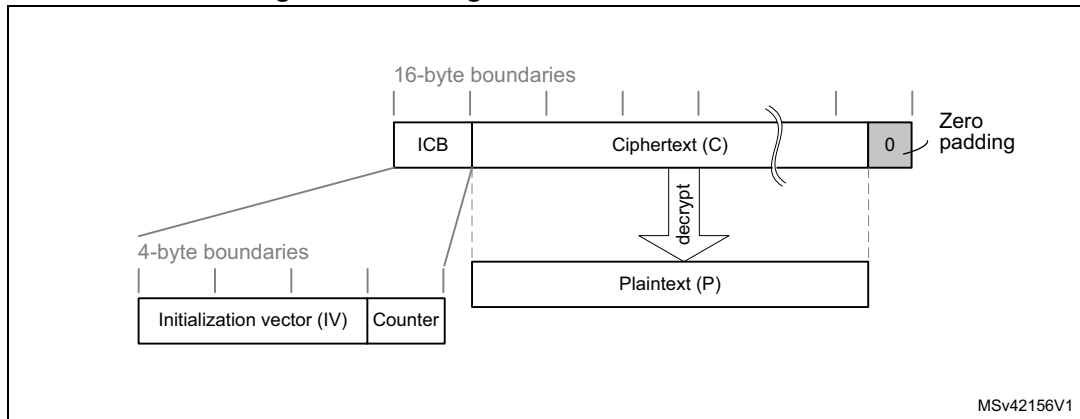 16-byte boundaries
ICB
Ciphertext (C)
0
Zero
padding
decrypt
4-byte boundaries
Plaintext (P)
Initialization vector (IV)
Counter
MSv42156V1